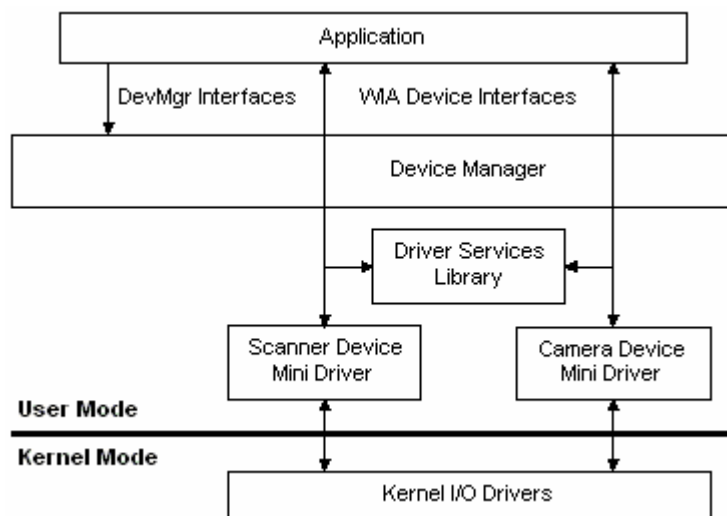 Application
DevMgr Interfaces
WIA Device Interfaces
Device Manager
Driver Services
Library
Scanner Device
Mini Driver
Camera Device
Mini Driver
User Mode
Kernel Mode
Kernel I/O Drivers